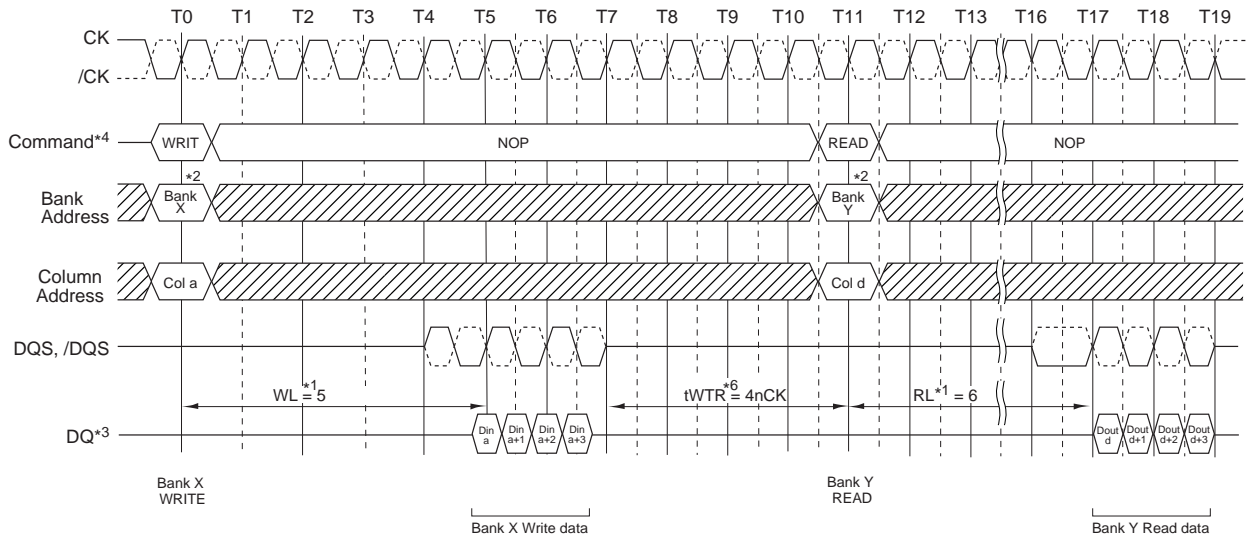 T0 T1 T2 T3 T4 T5 T6 T7 T8 T9 T10 T11 T12 T13 T16 T17 T18 T19
CK
/CK
Command*4 WRIT NOP READ NOP
*2 *2
Bank Address Bank X Bank Y
Column Address Col a Col d
DQS, /DQS
WL*1 = 5 tWTR*6 = 4nCK RL*1 = 6
DQ*3 Din a Din a+1 Din a+2 Din a+3 Dout d Dout d+1 Dout d+2 Dout d+3
Bank X WRITE Bank Y READ
Bank X Write data Bank Y Read data